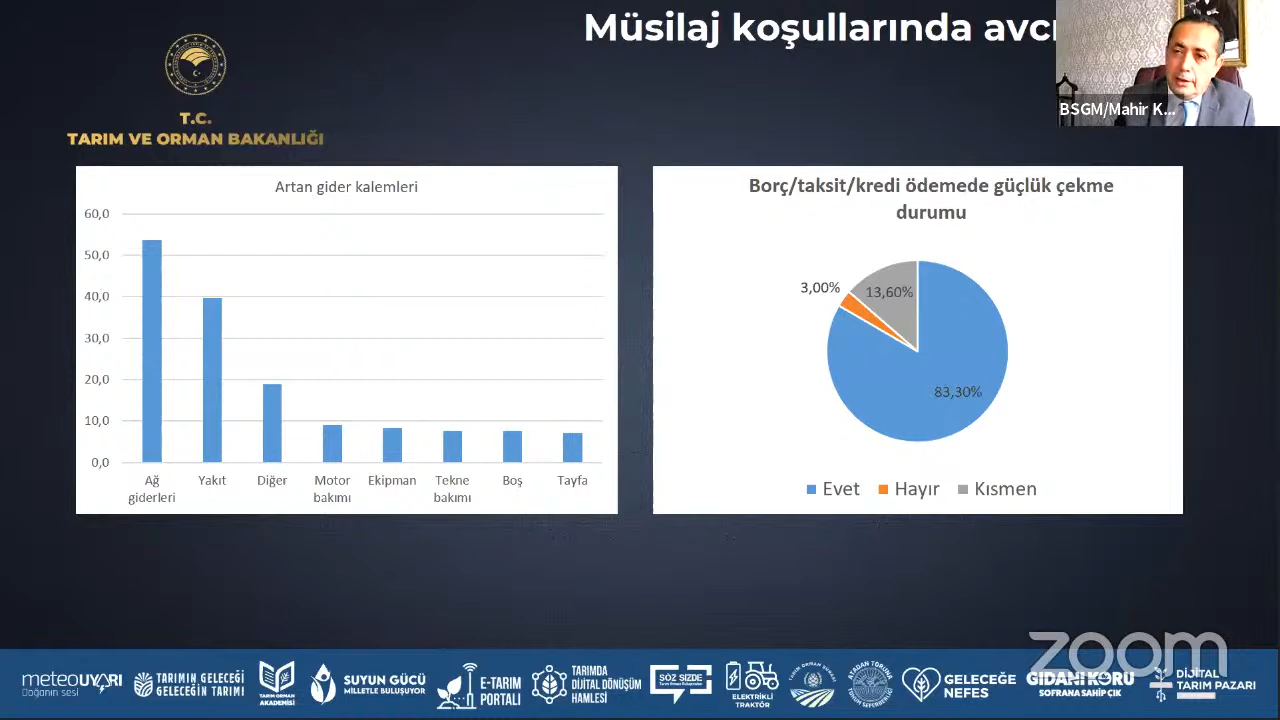 Müsilaj koşullarında avcı
BSGM/Mahir K...
T.C.
TARIM VE ORMAN BAKANLIĞI
Artan gider kalemleri
60,0
50,0
40,0
30,0
20,0
10,0
0,0
Ağ giderleri
Yakıt
Diğer
Motor bakımı
Ekipman
Tekne bakımı
Boş
Tayfa
Borç/taksit/kredi ödemede güçlük çekme
durumu
3,00%
13,60%
83,30%
Evet Hayır Kısmen
zoom
meteoUYARI
Doğanın sesi
TARIMIN GELECEĞİ
GELECEĞİN TARIMI
TARIM ORMAN
AKADEMİSİ
SUYUN GÜCÜ
MİLLETLE BULUŞUYOR
E-TARIM
PORTALI
TARIMDA
DİJİTAL DÖNÜŞÜM
HAMLESİ
SÖZ SİZDE
ELEKTRİKLİ
TRAKTÖR
GELECEĞE
NEFES
GIDANI KORU
SOFRANA SAHİP ÇIK
DİJİTAL
TARIM PAZARI